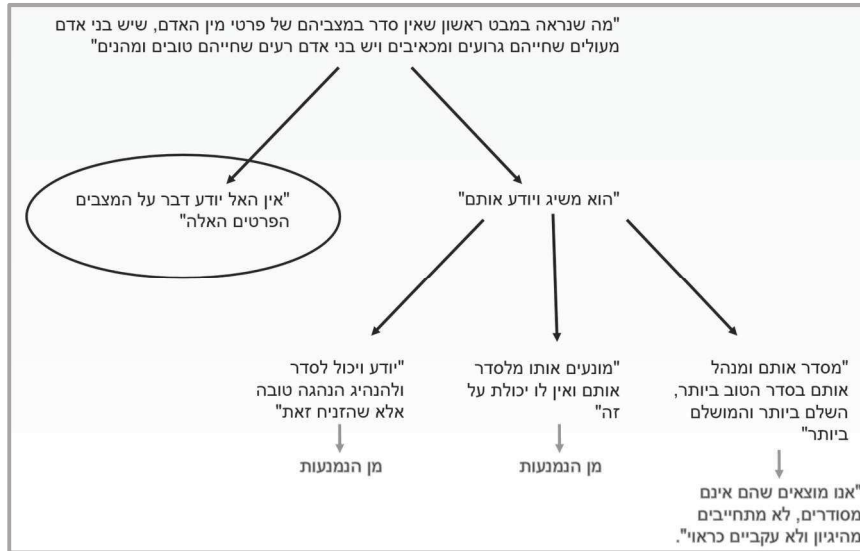 "מה שנראה במבט ראשון שאין סדר במצביהם של פרטי מין האדם, שיש בני אדם
מעולים שחייהם גרועים ומכאיבים ויש בני אדם רעים שחייהם טובים ומהנים"
"הוא משיג ויודע אותם"
"אין האל יודע דבר על המצבים
הפרטים האלה"
"מסדר אותם ומנהל
אותם בסדר הטוב ביותר,
השלם ביותר והמושלם
ביותר"
"מונעים אותו מלסדר
אותם ואין לו יכולת על
זה"
"יודע ויכול לסדר
ולהנהיג הנהגה טובה
אלא שהזניח זאת"
"אנו מוצאים שהם אינם
מסודרים, לא מתחייבים
מהיגיון ולא עקביים כראוי".
מן הנמנעות
מן הנמנעות